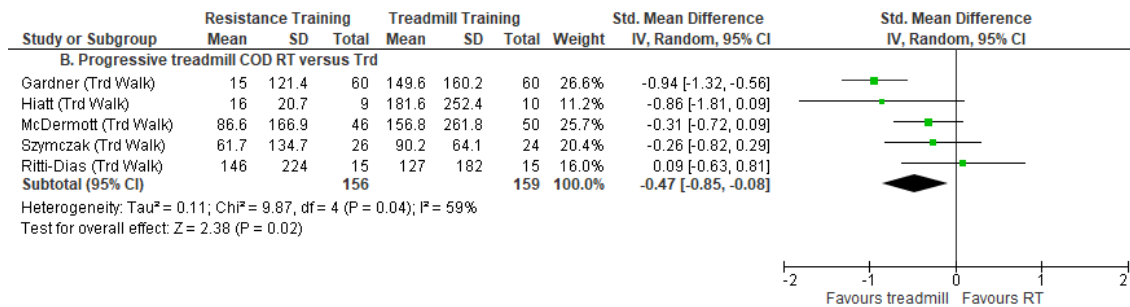 Resistance Training Treadmill Training Std. Mean Difference Std. Mean Difference
Study or Subgroup Mean SD Total Mean SD Total Weight IV, Random, 95% CI IV, Random, 95% CI
B. Progressive treadmill COD RT versus Trd
Gardner (Trd Walk) 15 121.4 60 149.6 160.2 60 26.6% -0.94 [-1.32, -0.56]
Hiatt (Trd Walk) 16 20.7 9 181.6 252.4 10 11.2% -0.86 [-1.81, 0.09]
McDermott (Trd Walk) 86.6 166.9 46 156.8 261.8 50 25.7% -0.31 [-0.72, 0.09]
Szymczak (Trd Walk) 61.7 134.7 26 90.2 64.1 24 20.4% -0.26 [-0.82, 0.29]
Ritti-Dias (Trd Walk) 146 224 15 127 182 15 16.0% 0.09 [-0.63, 0.81]
Subtotal (95% CI) 156 159 100.0% -0.47 [-0.85, -0.08]
Heterogeneity: Tau² = 0.11; Chi² = 9.87, df = 4 (P = 0.04); I² = 59%
Test for overall effect: Z = 2.38 (P = 0.02)
-2 -1 0 1 2
Favours treadmill Favours RT